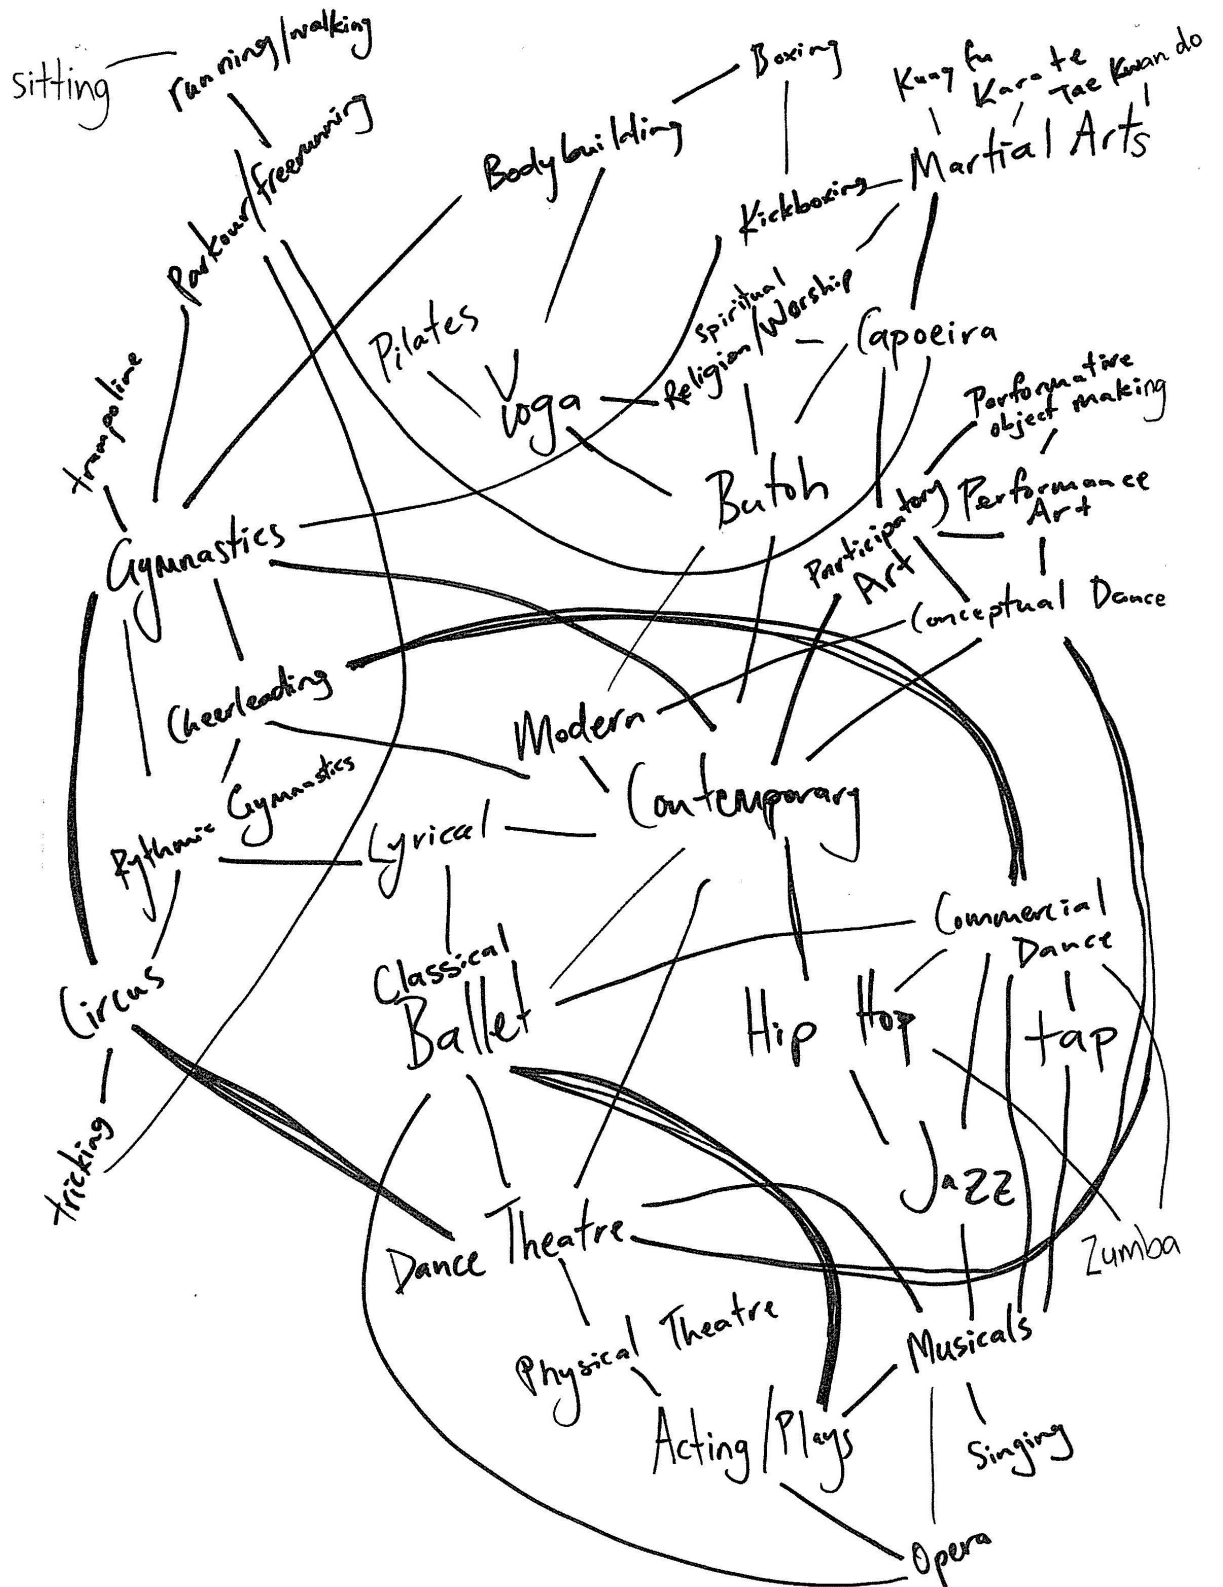 sitting
running/walking
Boxing
Kung fu
Karate
Tae Kwan do
Parkour/freerunning
Bodybuilding
Martial Arts
Kickboxing
Spiritual
Religion/Worship
Pilates
Capoeira
trampoline
Yoga
Performative
object making
Butoh
Participatory
Art
Performance
Art
Gymnastics
Conceptual Dance
Cheerleading
Modern
Contemporary
Rythmic Gymnastics
Lyrical
Commercial
Dance
Circus
Classical
Ballet
Hip Hop
tap
tricking
Jazz
Dance Theatre
Zumba
Physical Theatre
Musicals
Acting/Plays
Singing
Opera